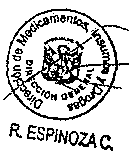 Dirección de Medicamentos, Insumos y Drogas
DIRECCIÓN GENERAL
R. ESPINOZA C.